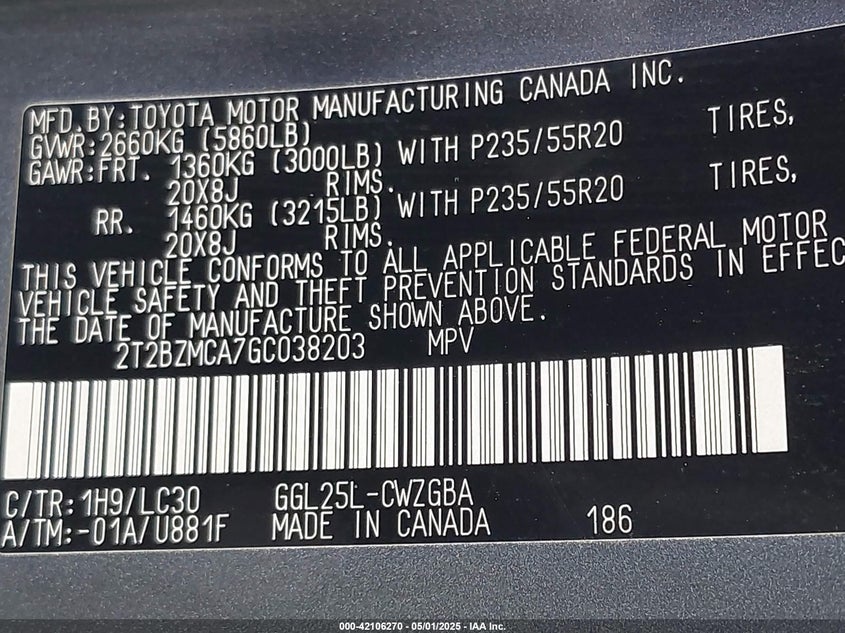 MFD. BY: TOYOTA MOTOR MANUFACTURING CANADA INC.
GVWR: 2660KG (5860LB)
GAWR: FRT. 1360KG (3000LB) WITH P235/55R20 TIRES,
20X8J RIMS.
RR. 1460KG (3215LB) WITH P235/55R20 TIRES,
20X8J RIMS.
THIS VEHICLE CONFORMS TO ALL APPLICABLE FEDERAL MOTOR
VEHICLE SAFETY AND THEFT PREVENTION STANDARDS IN EFFEC
THE DATE OF MANUFACTURE SHOWN ABOVE.
2T2BZMCA7GC038203 MPV
C/TR: 1H9/LC30 GGL25L-CWZGBA
A/TM: -01A/U881F MADE IN CANADA 186
000-42106270 - 05/01/2025 - IAA Inc.